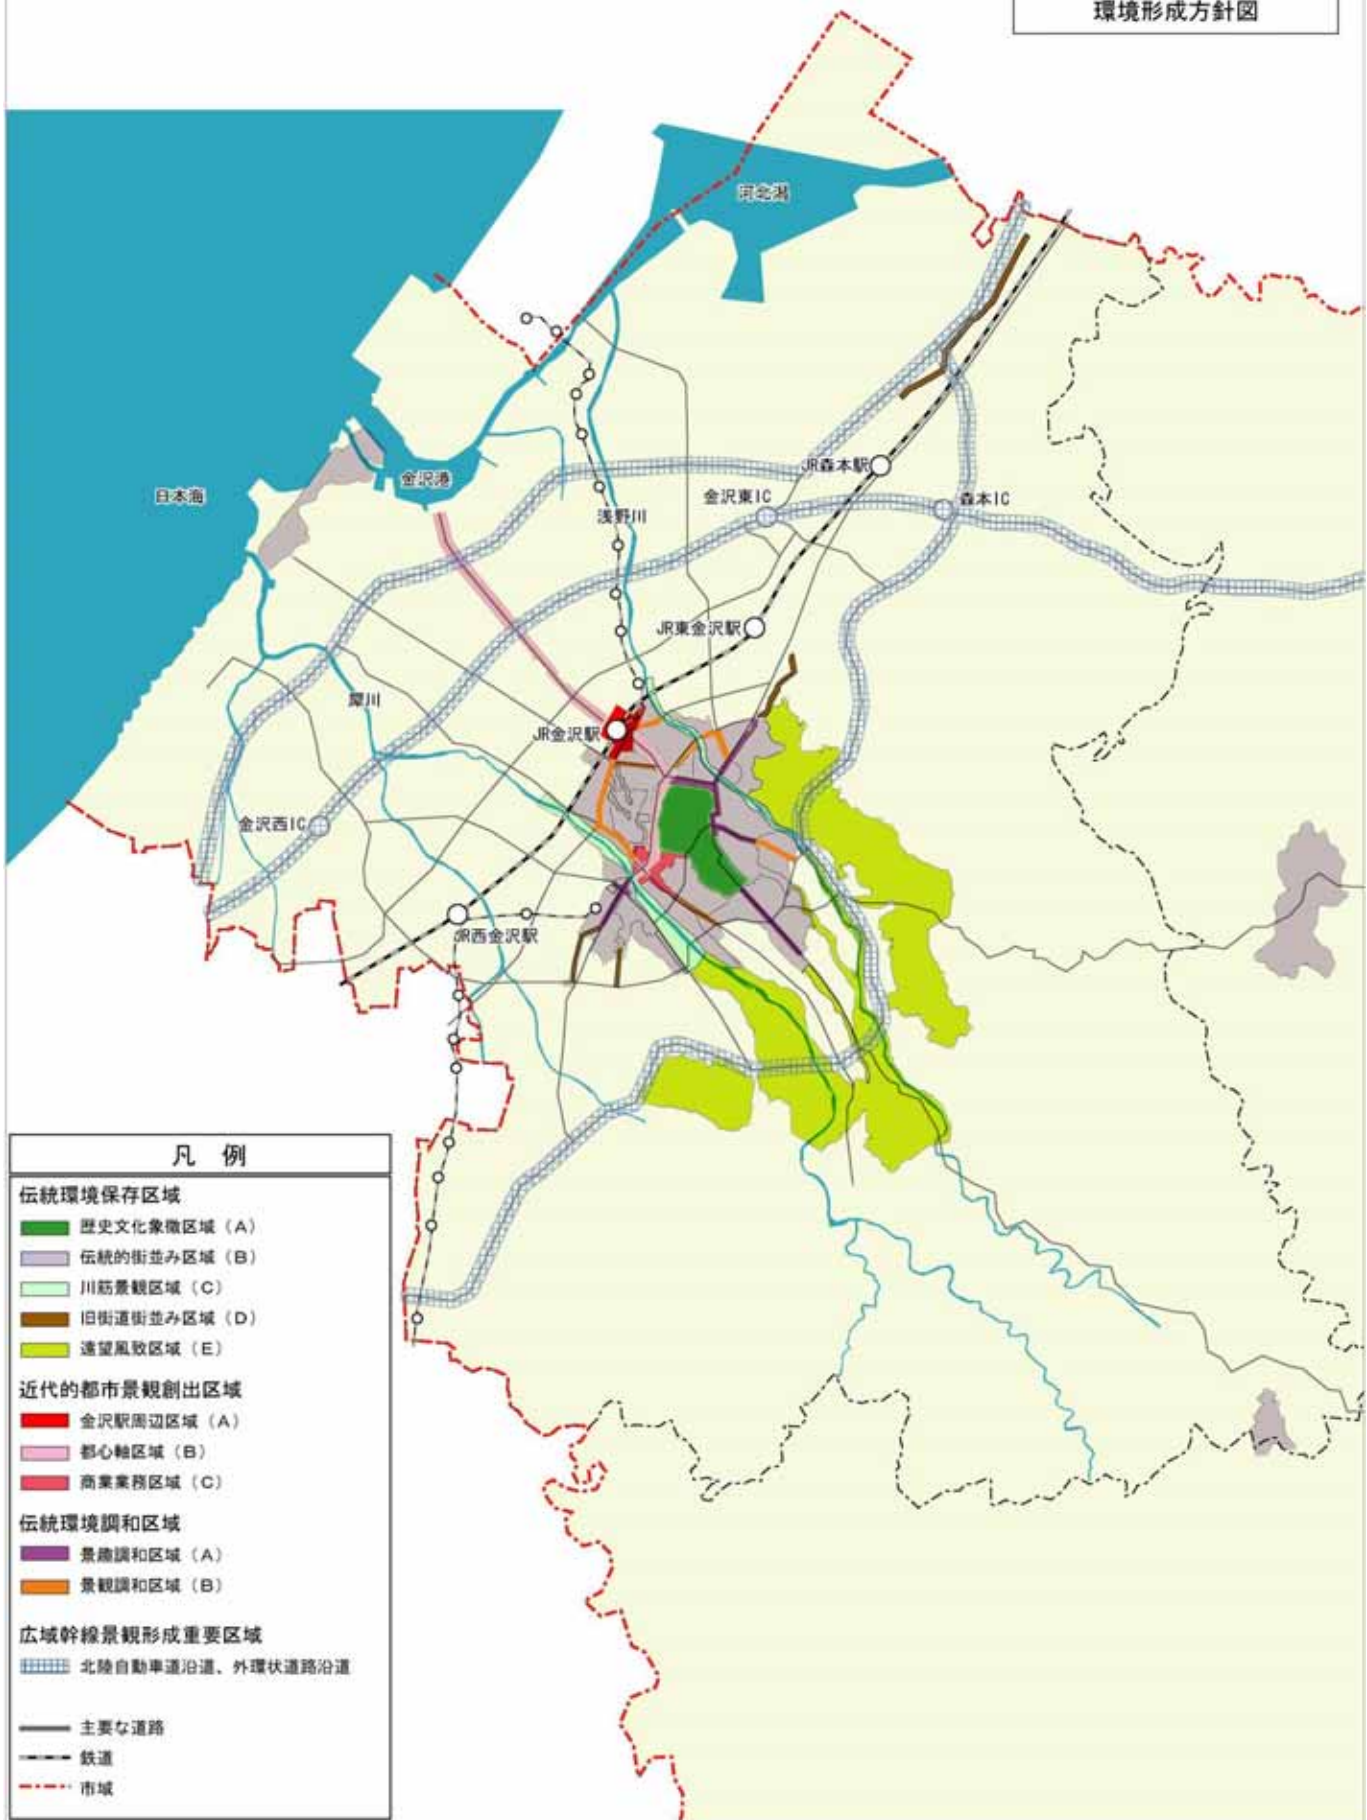 環境形成方針図
河北潟
JR森本駅
金沢港
金沢東IC
森本IC
日本海
浅野川
JR東金沢駅
犀川
JR金沢駅
金沢西IC
JR西金沢駅
凡 例
伝統環境保存区域
歴史文化象徴区域（A）
伝統的街並み区域（B）
川筋景観区域（C）
旧街道街並み区域（D）
遠望風致区域（E）
近代的都市景観創出区域
金沢駅周辺区域（A）
都心軸区域（B）
商業業務区域（C）
伝統環境調和区域
景趣調和区域（A）
景観調和区域（B）
広域幹線景観形成重要区域
北陸自動車道沿道、外環状道路沿道
主要な道路
鉄道
市域